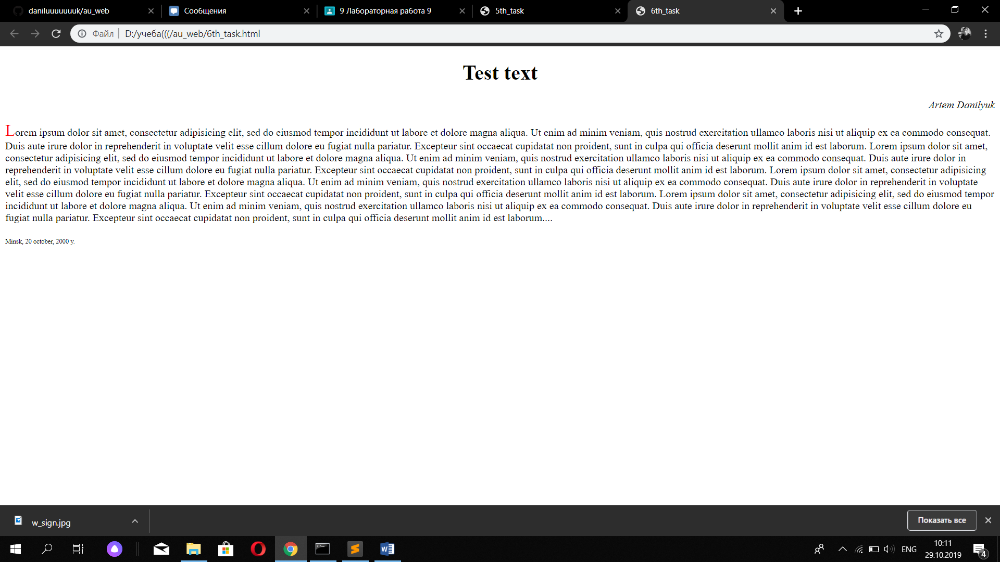 daniluuuuuuk/au_web
Сообщения
9 Лабораторная работа 9
5th_task
6th_task
Файл D:/учеба(((/au_web/6th_task.html
Test text
Artem Danilyuk
Lorem ipsum dolor sit amet, consectetur adipisicing elit, sed do eiusmod tempor incididunt ut labore et dolore magna aliqua. Ut enim ad minim veniam, quis nostrud exercitation ullamco laboris nisi ut aliquip ex ea commodo consequat.
Duis aute irure dolor in reprehenderit in voluptate velit esse cillum dolore eu fugiat nulla pariatur. Excepteur sint occaecat cupidatat non proident, sunt in culpa qui officia deserunt mollit anim id est laborum. Lorem ipsum dolor sit amet,
consectetur adipisicing elit, sed do eiusmod tempor incididunt ut labore et dolore magna aliqua. Ut enim ad minim veniam, quis nostrud exercitation ullamco laboris nisi ut aliquip ex ea commodo consequat. Duis aute irure dolor in
reprehenderit in voluptate velit esse cillum dolore eu fugiat nulla pariatur. Excepteur sint occaecat cupidatat non proident, sunt in culpa qui officia deserunt mollit anim id est laborum. Lorem ipsum dolor sit amet, consectetur adipisicing
elit, sed do eiusmod tempor incididunt ut labore et dolore magna aliqua. Ut enim ad minim veniam, quis nostrud exercitation ullamco laboris nisi ut aliquip ex ea commodo consequat. Duis aute irure dolor in reprehenderit in voluptate
velit esse cillum dolore eu fugiat nulla pariatur. Excepteur sint occaecat cupidatat non proident, sunt in culpa qui officia deserunt mollit anim id est laborum. Lorem ipsum dolor sit amet, consectetur adipisicing elit, sed do eiusmod tempor
incididunt ut labore et dolore magna aliqua. Ut enim ad minim veniam, quis nostrud exercitation ullamco laboris nisi ut aliquip ex ea commodo consequat. Duis aute irure dolor in reprehenderit in voluptate velit esse cillum dolore eu
fugiat nulla pariatur. Excepteur sint occaecat cupidatat non proident, sunt in culpa qui officia deserunt mollit anim id est laborum....
Minsk, 20 october, 2000 y.
w_sign.jpg
Показать все
ENG
10:11
29.10.2019
4